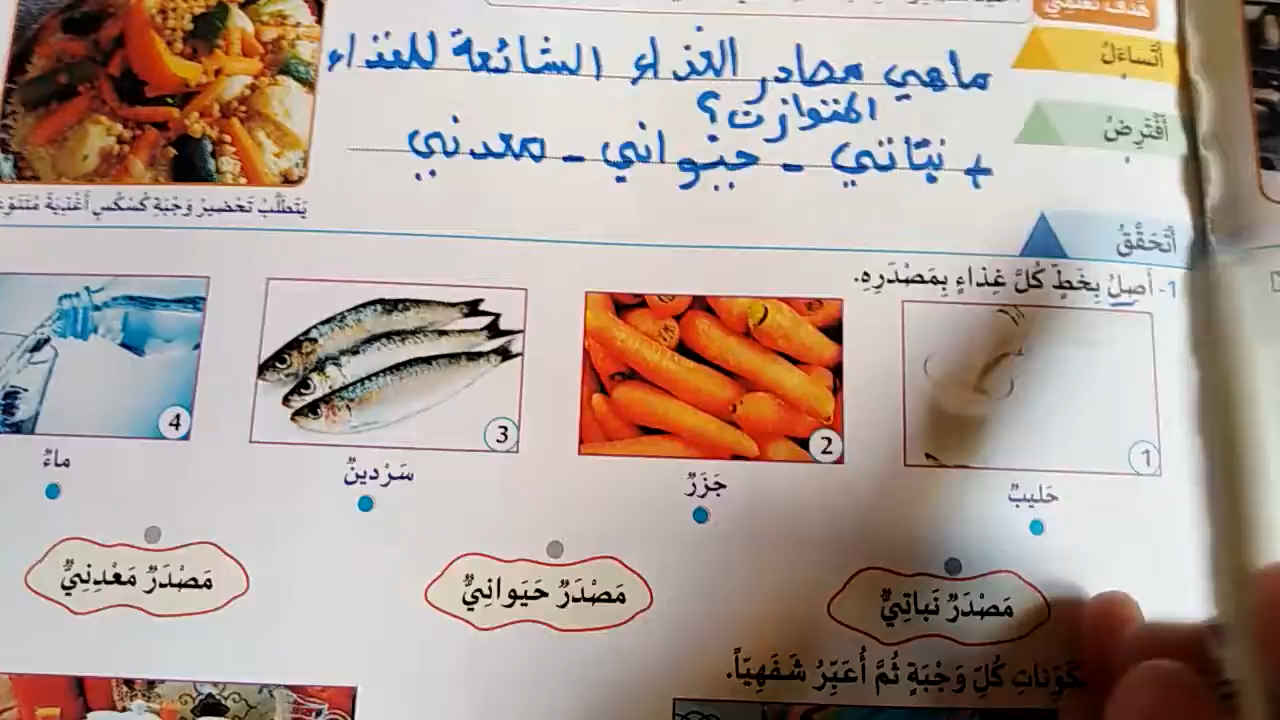 هدف تعلمي
أتساءل
ماهي مصادر الغذاء الشائعة للغذاء
المتوازن؟
أفترض
+ نباتي - حيواني - معدني
يتطلب تحضير وجبة كسكس أغذية متنوعة
أتحقق
1- أصل بخط كل غذاء بمصدره.
1
2
3
4
حليب
جزر
سردين
ماء
مصدر نباتي
مصدر حيواني
مصدر معدني
كل وجبة ثم أعبر شفهيا.